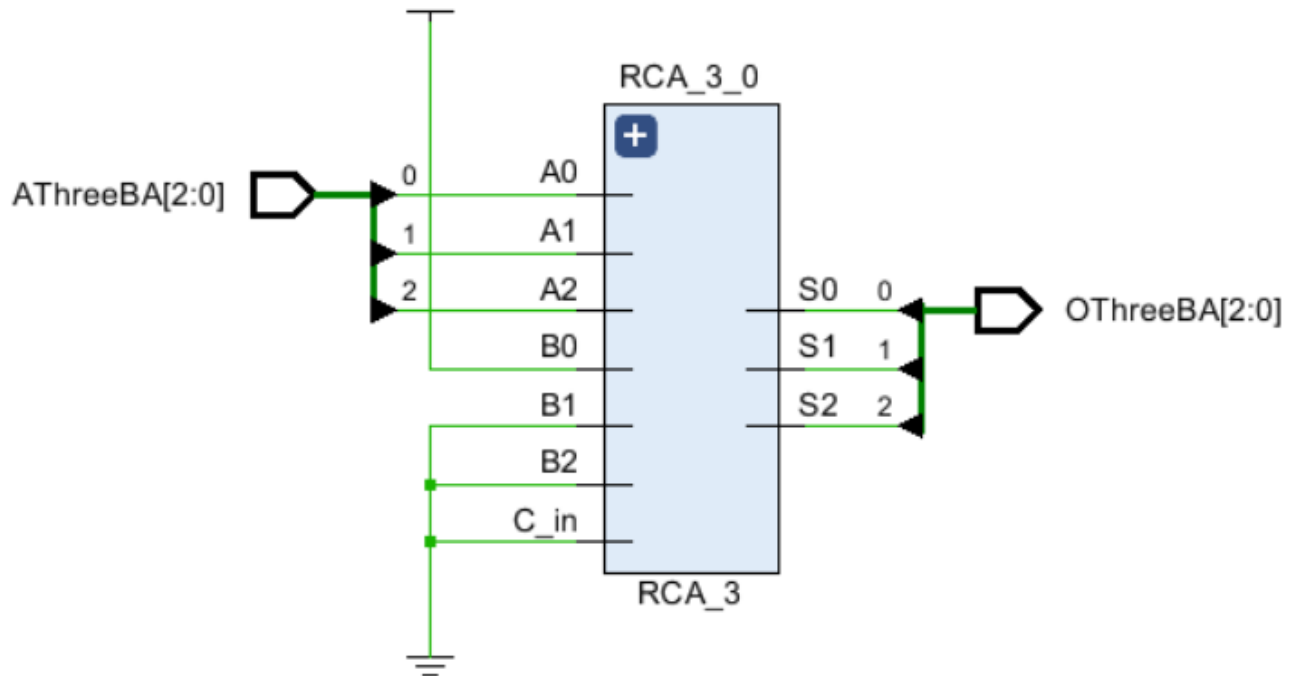 RCA_3_0
+
AThreeBA[2:0]
0
A0
1
A1
2
A2
B0
B1
B2
C_in
S0
0
S1
1
S2
2
OThreeBA[2:0]
RCA_3